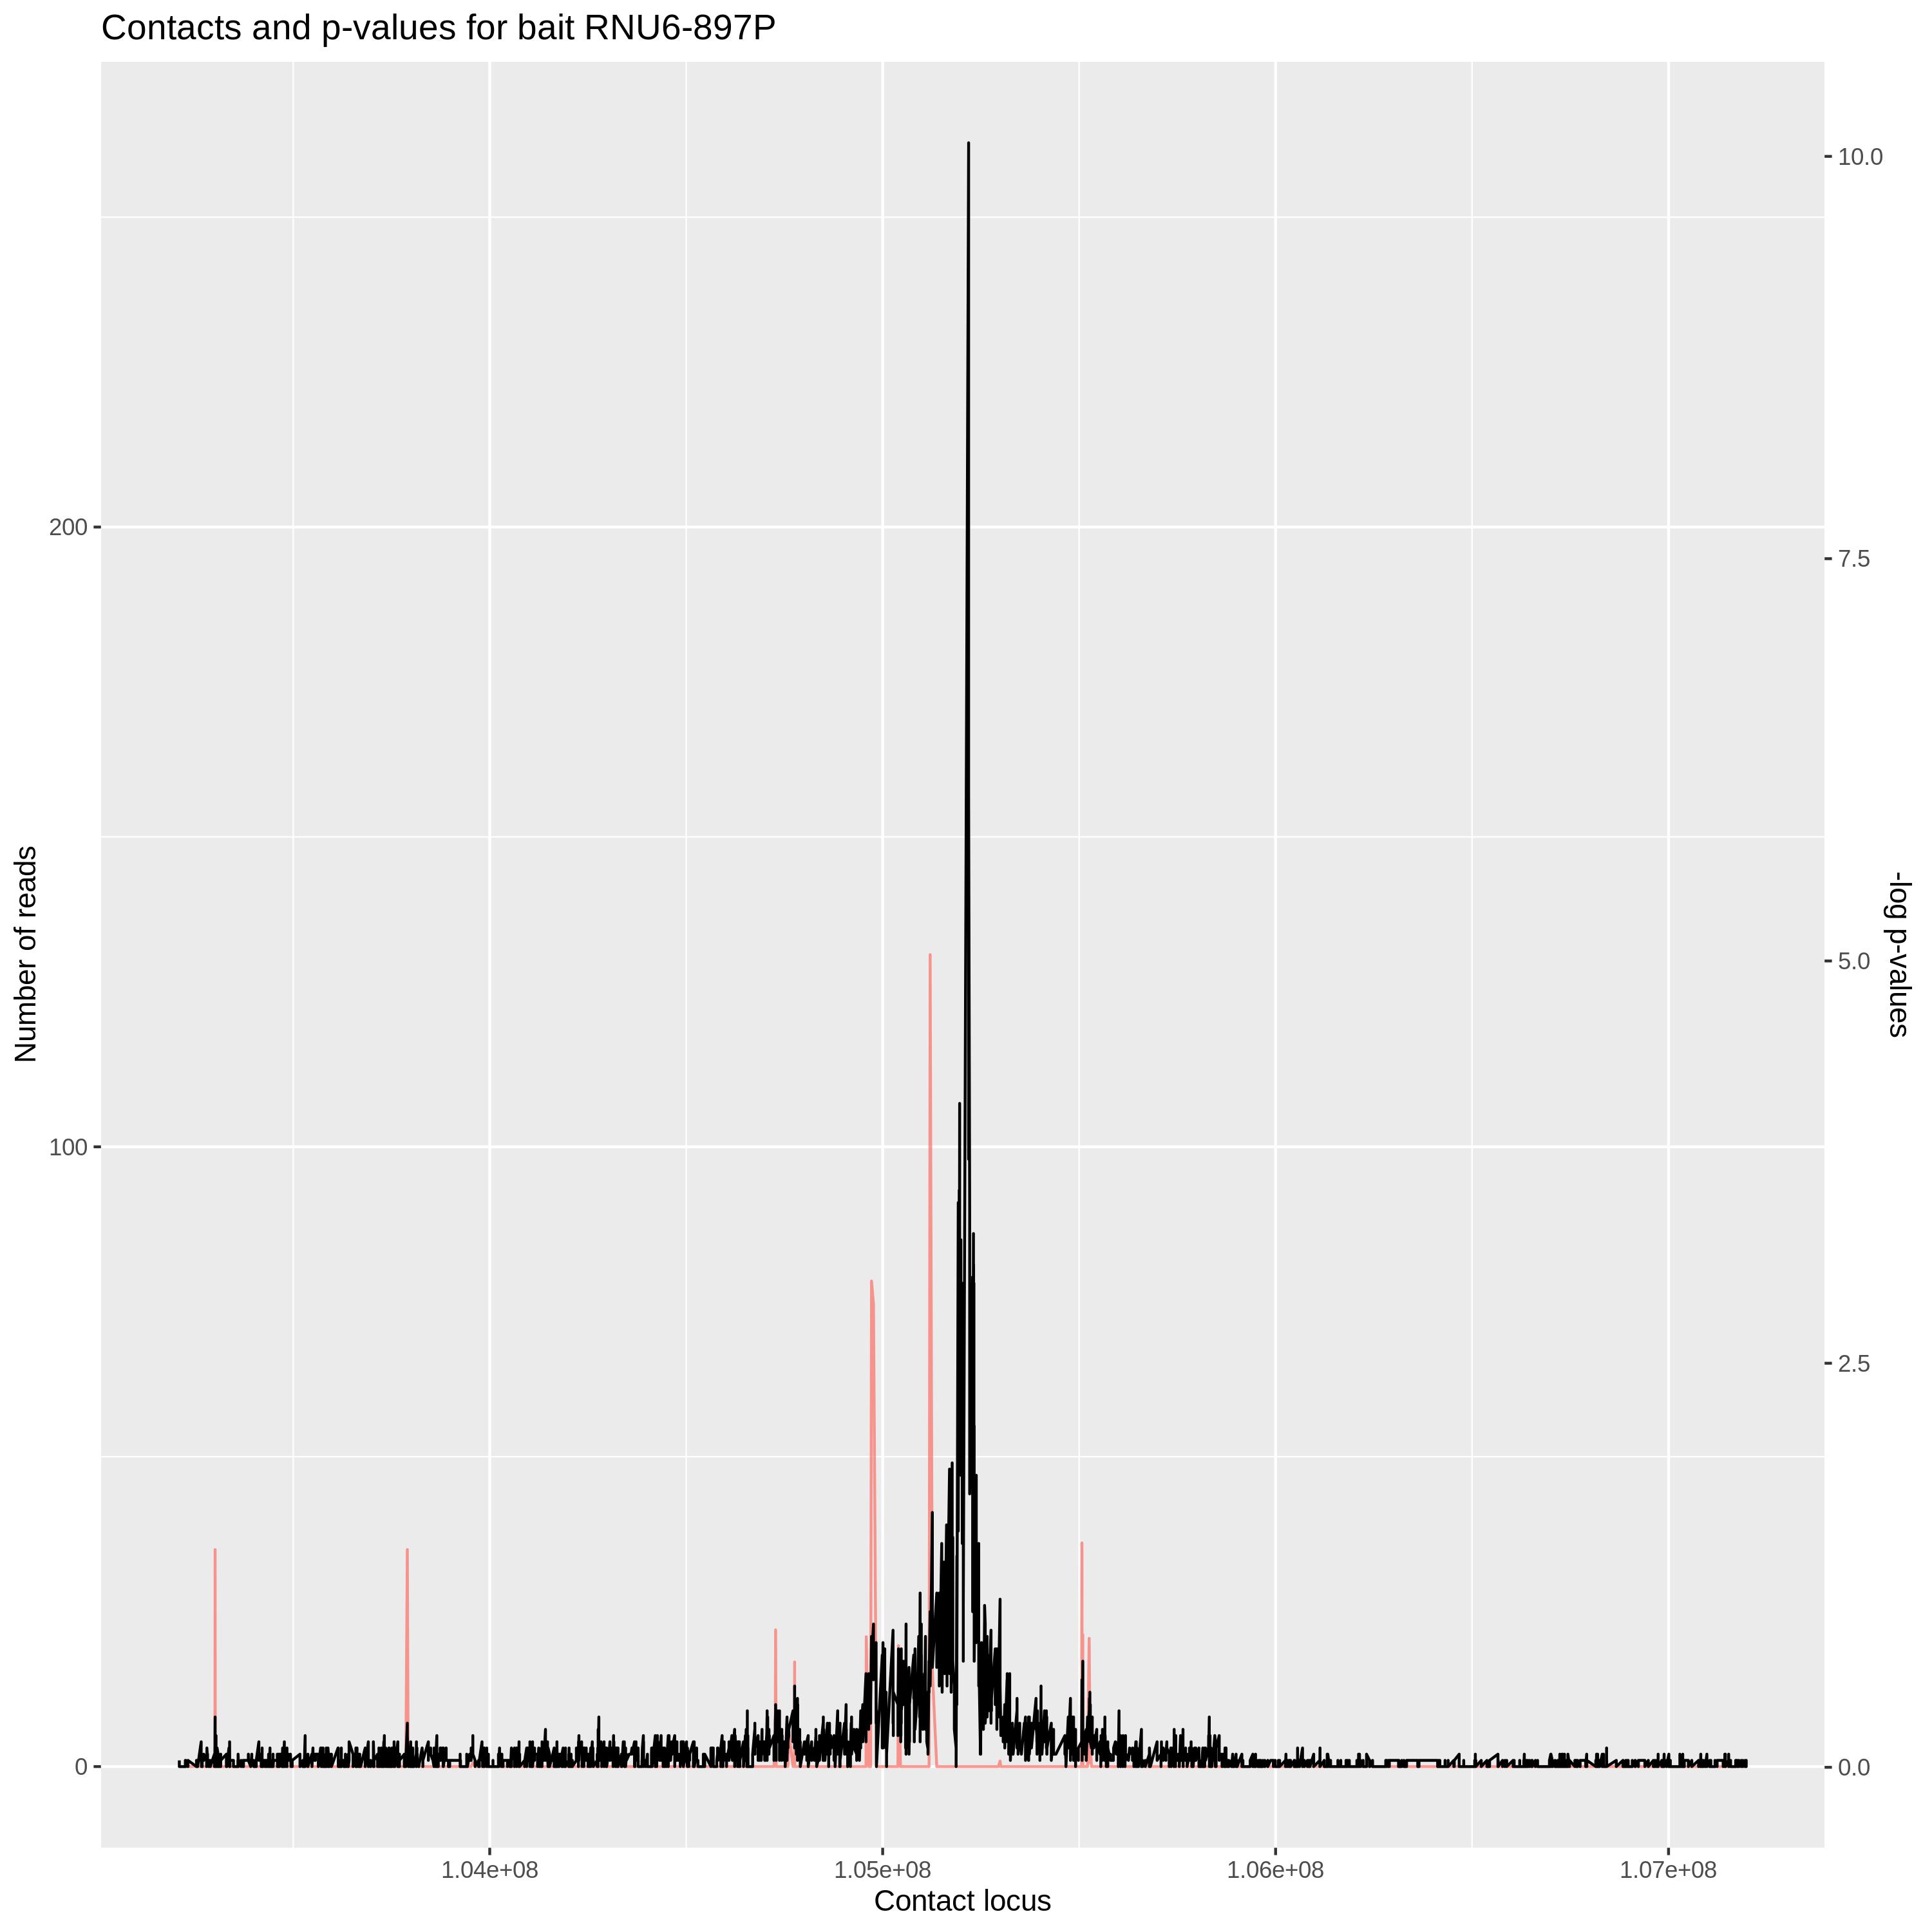 Contacts and p-values for bait RNU6-897P
Number of reads
200
100
0
10.0
7.5
5.0
2.5
0.0
-log p-values
1.04e+08
1.05e+08
1.06e+08
1.07e+08
Contact locus